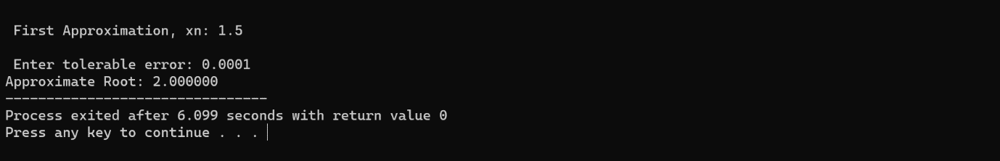 First Approximation, xn: 1.5
Enter tolerable error: 0.0001
Approximate Root: 2.000000
--------------------------------
Process exited after 6.099 seconds with return value 0
Press any key to continue . . .